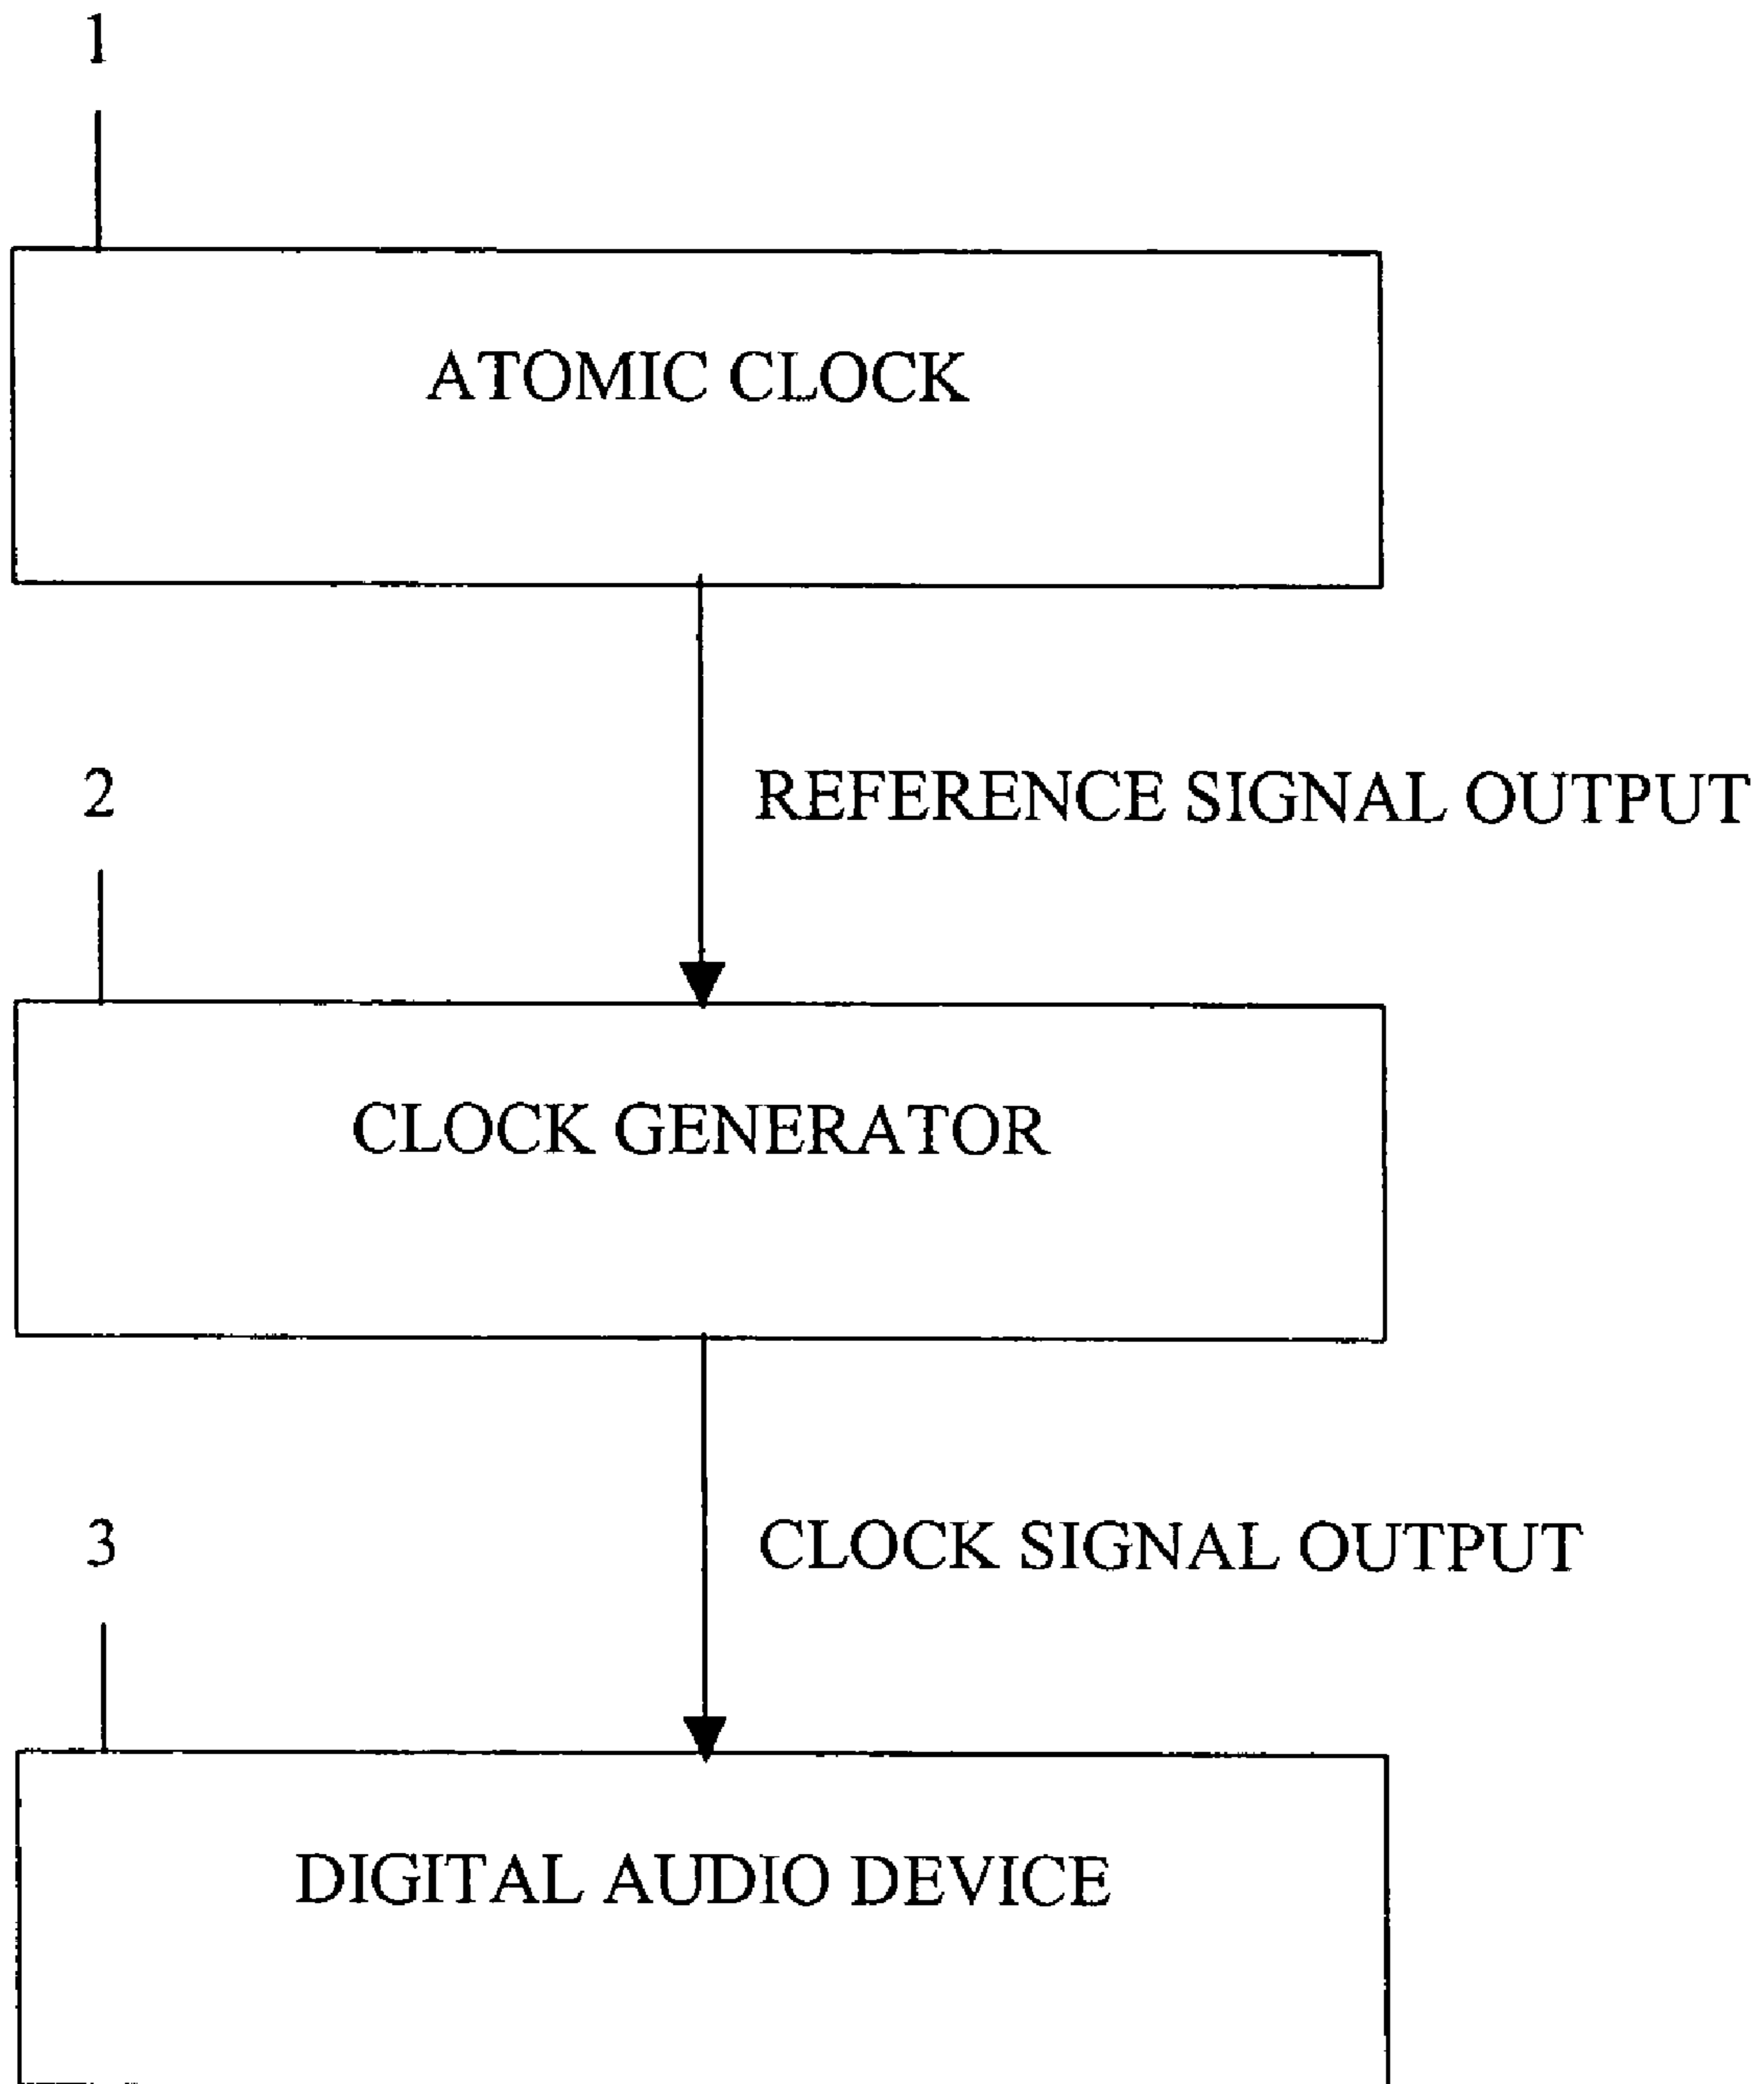 1
ATOMIC CLOCK
2
REFERENCE SIGNAL OUTPUT
CLOCK GENERATOR
3
CLOCK SIGNAL OUTPUT
DIGITAL AUDIO DEVICE